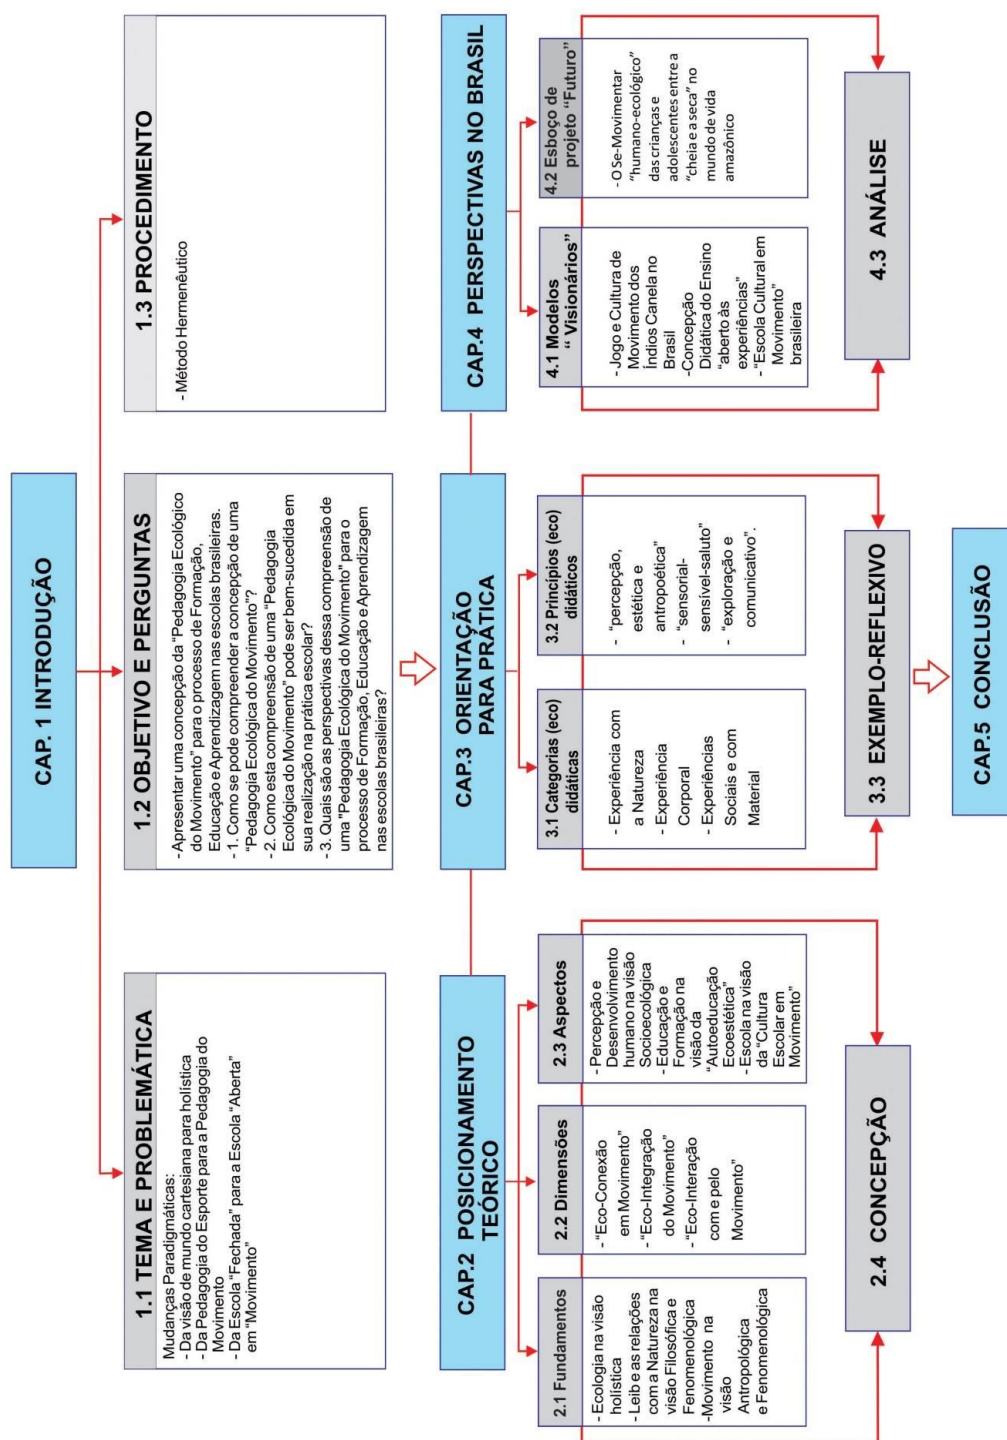 CAP. 1 INTRODUÇÃO
1.1 TEMA E PROBLEMÁTICA
Mudanças Paradigmáticas:
- Da visão de mundo cartesiana para holística
- Da Pedagogia do Esporte para a Pedagogia do
Movimento
- Da Escola "Fechada" para a Escola "Aberta"
em "Movimento"
1.2 OBJETIVO E PERGUNTAS
- Apresentar uma concepção da "Pedagogia Ecológico
do Movimento" para o processo de Formação,
Educação e Aprendizagem nas escolas brasileiras.
- 1. Como se pode compreender a concepção de uma
"Pedagogia Ecológica do Movimento"?
- 2. Como esta compreensão de uma "Pedagogia
Ecológica do Movimento" pode ser bem-sucedida em
sua realização na prática escolar?
- 3. Quais são as perspectivas dessa compreensão de
uma "Pedagogia Ecológica do Movimento" para o
processo de Formação, Educação e Aprendizagem
nas escolas brasileiras?
1.3 PROCEDIMENTO
- Método Hermenêutico
CAP.2 POSICIONAMENTO
TEÓRICO
2.1 Fundamentos
- Ecologia na visão
holística
- Leib e as relações
com a Natureza na
visão Filosófica e
Fenomenológica
-Movimento na
visão
Antropológica
e Fenomenológica
2.2 Dimensões
- "Eco-Conexão
em Movimento"
- "Eco-Integração
do Movimento"
- "Eco-Interação
com e pelo
Movimento"
2.3 Aspectos
- Percepção e
Desenvolvimento
humano na visão
Socioecológica
- Educação e
Formação na
visão da
"Autoeducação
Ecoestética"
- Escola na visão
da "Cultura
Escolar em
Movimento"
2.4 CONCEPÇÃO
CAP.3 ORIENTAÇÃO
PARA PRÁTICA
3.1 Categorias (eco)
didáticas
- Experiência com
a Natureza
- Experiência
Corporal
- Experiências
Sociais e com
Material
3.2 Princípios (eco)
didáticos
- "percepção,
estética e
antropoética"
- "sensorial-
sensível-saluto"
- "exploração e
comunicativo".
3.3 EXEMPLO-REFLEXIVO
CAP.4 PERSPECTIVAS NO BRASIL
4.1 Modelos
" Visionários"
- Jogo e Cultura de
Movimento dos
Índios Canela no
Brasil
-Concepção
Didática do Ensino
"aberto às
experiências"
- "Escola Cultural em
Movimento"
brasileira
4.2 Esboço de
projeto "Futuro"
- O Se-Movimentar
"humano-ecológico"
das crianças e
adolescentes entre a
"cheia e a seca" no
mundo de vida
amazônico
4.3 ANÁLISE
CAP.5 CONCLUSÃO